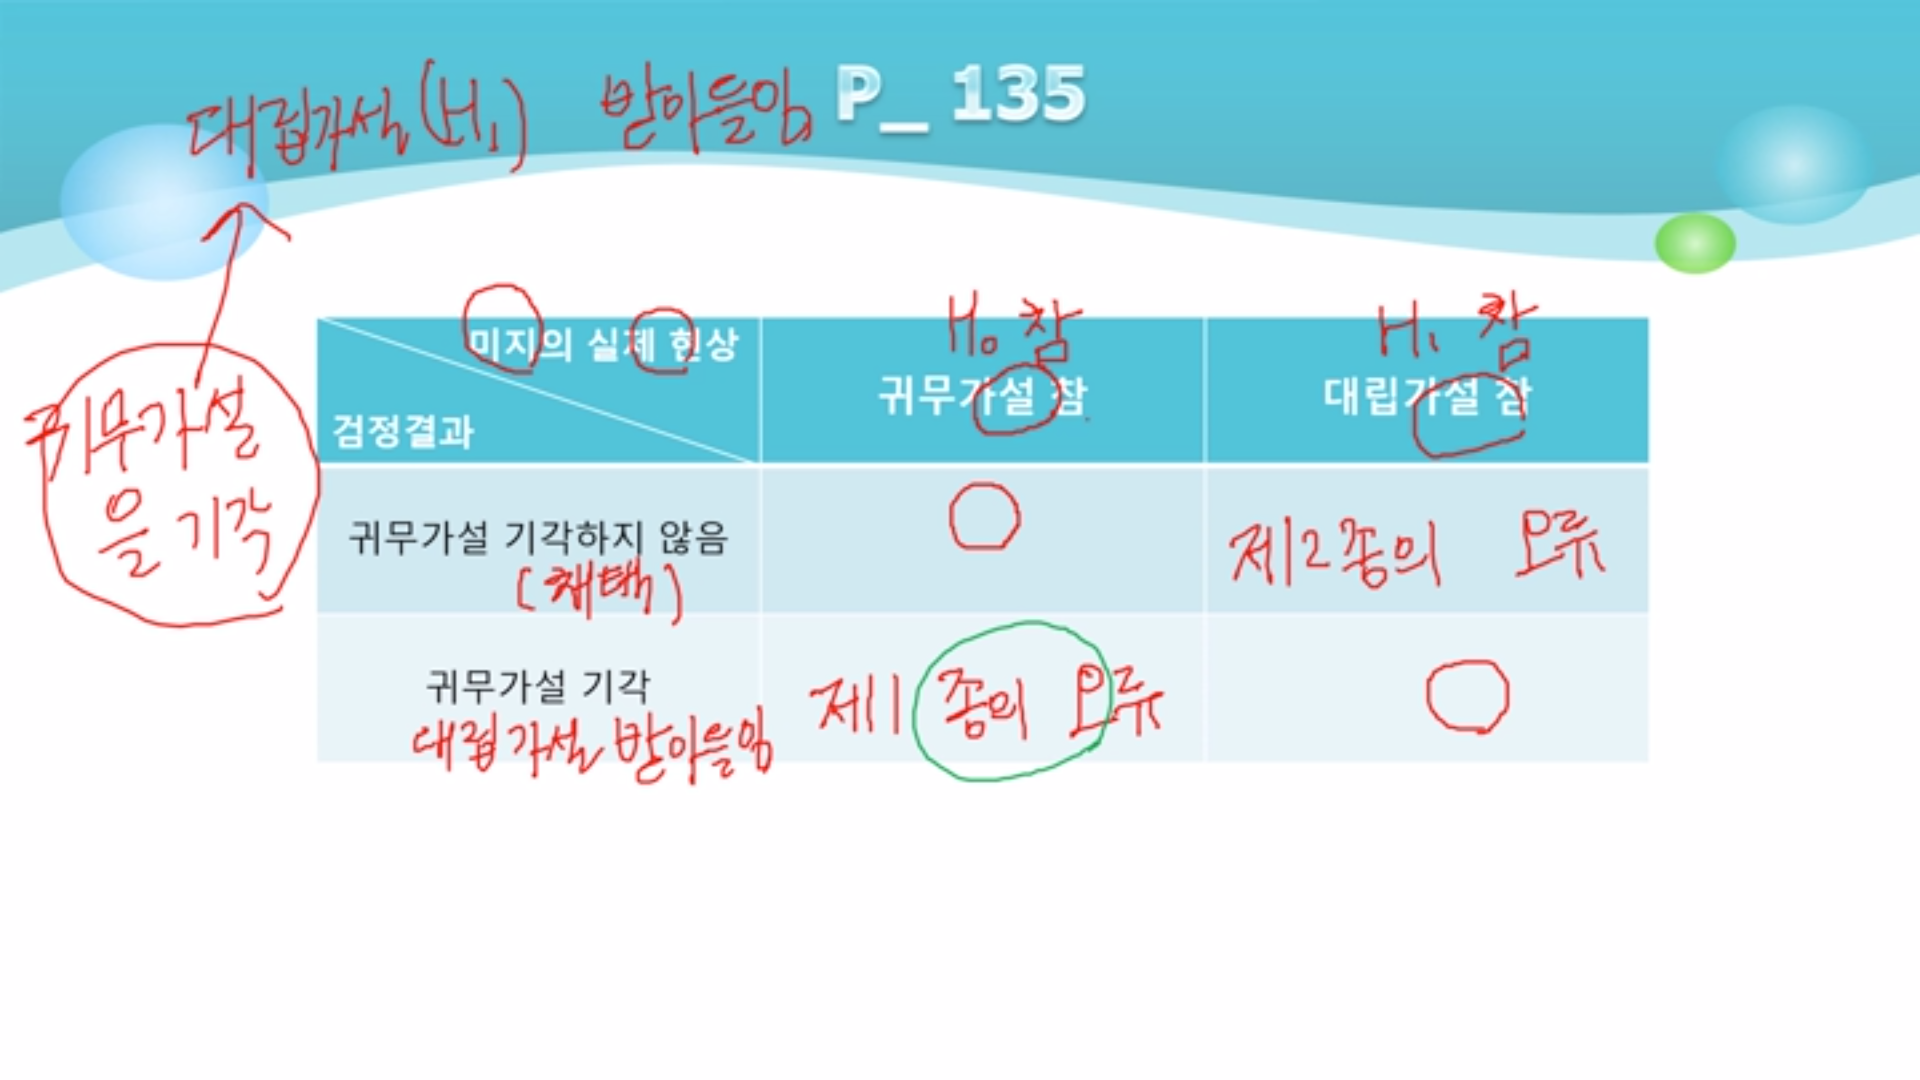 대립가설(H₁) 받아들임 P_ 135
귀무가설
을 기각
미지의 실제 현상
검정결과
H₀ 참
귀무가설 참
H₁ 참
대립가설 참
귀무가설 기각하지 않음
(채택)
제2종의 오류
귀무가설 기각
대립가설 받아들임
제1종의 오류